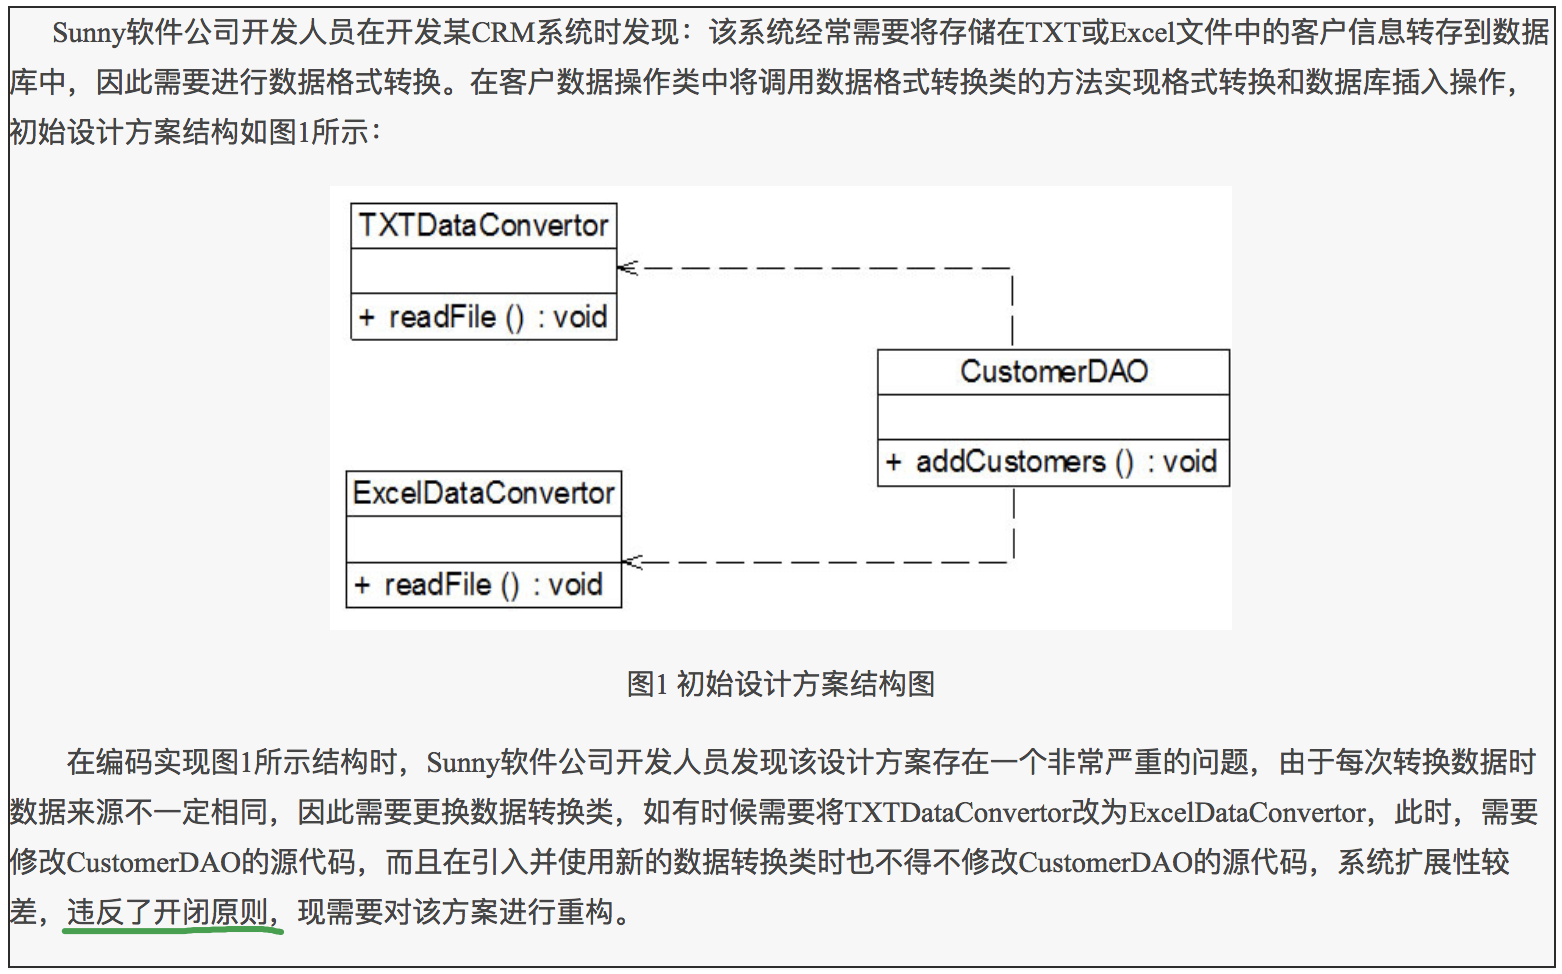 Sunny软件公司开发人员在开发某CRM系统时发现：该系统经常需要将存储在TXT或Excel文件中的客户信息转存到数据
库中，因此需要进行数据格式转换。在客户数据操作类中将调用数据格式转换类的方法实现格式转换和数据库插入操作，
初始设计方案结构如图1所示：
TXTDataConvertor
+ readFile () : void
CustomerDAO
+ addCustomers () : void
ExcelDataConvertor
+ readFile () : void
图1 初始设计方案结构图
在编码实现图1所示结构时，Sunny软件公司开发人员发现该设计方案存在一个非常严重的问题，由于每次转换数据时
数据来源不一定相同，因此需要更换数据转换类，如有时候需要将TXTDataConvertor改为ExcelDataConvertor，此时，需要
修改CustomerDAO的源代码，而且在引入并使用新的数据转换类时也不得不修改CustomerDAO的源代码，系统扩展性较
差，违反了开闭原则，现需要对该方案进行重构。